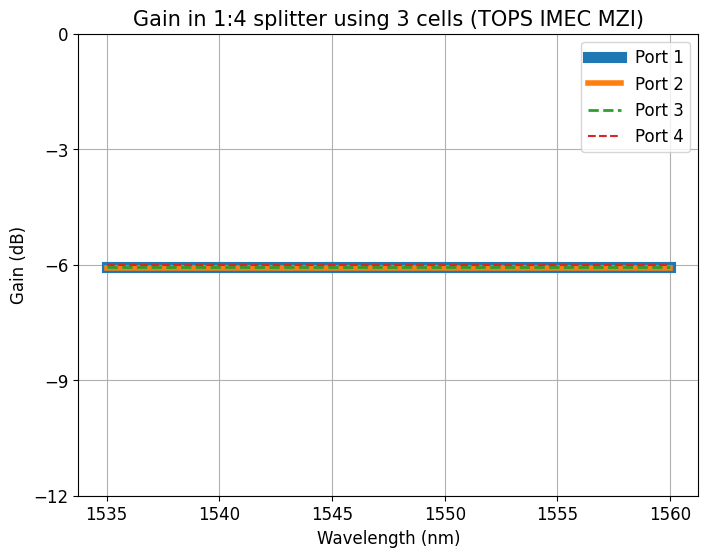 Gain in 1:4 splitter using 3 cells (TOPS IMEC MZI)
Port 1
Port 2
Port 3
Port 4
Gain (dB)
0
−3
−6
−9
−12
1535 1540 1545 1550 1555 1560
Wavelength (nm)